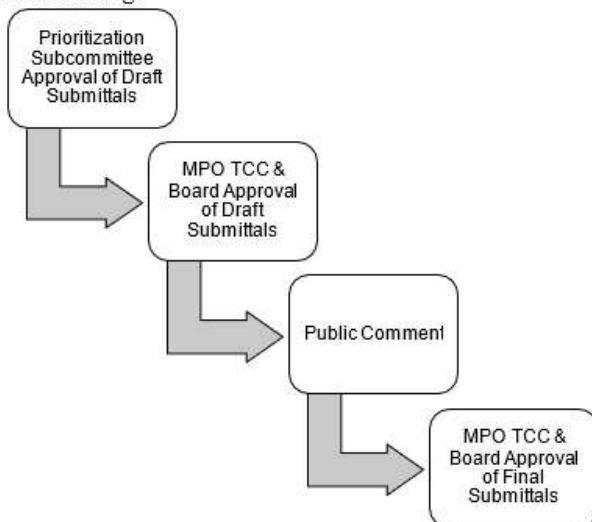 Prioritization
Subcommittee
Approval of Draft
Submittals
MPO TCC &
Board Approval
of Draft
Submittals
Public Comment
MPO TCC &
Board Approval
of Final
Submittals